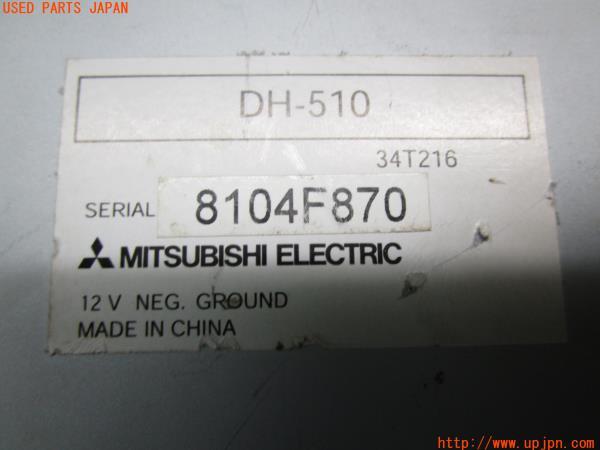 USED PARTS JAPAN
DH-510
34T216
SERIAL 8104F870
MITSUBISHI ELECTRIC
12 V NEG. GROUND
MADE IN CHINA
http://www.upjpn.com/